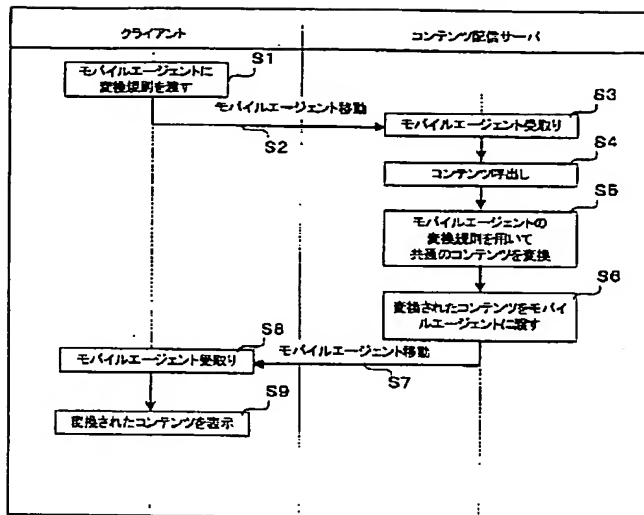 クライアント
コンテンツ配信サーバ
モバイルエージェントに
変換規則を渡す
S1
モバイルエージェント移動
S2
S3
モバイルエージェント受取り
S4
コンテンツ呼出し
S5
モバイルエージェントの
変換規則を用いて
共通のコンテンツを変換
S6
変換されたコンテンツをモバ
イルエージェントに渡す
モバイルエージェント移動
S7
S8
モバイルエージェント受取り
S9
変換されたコンテンツを表示